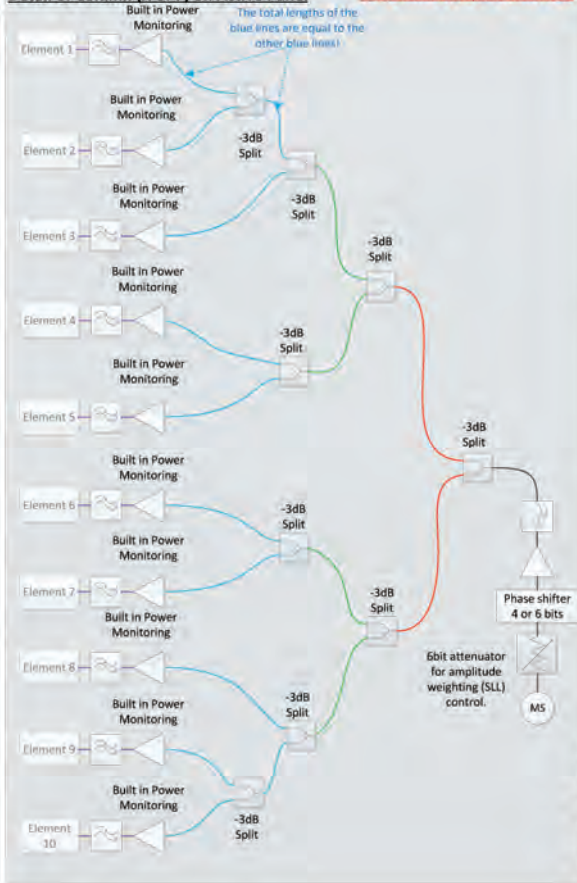 Built in Power
Monitoring
The total lengths of the
blue lines are equal to the
other blue lines!
Element 1
Built in Power
Monitoring
-3dB
Split
Element 2
Built in Power
Monitoring
-3dB
Split
Element 3
-3dB
Split
Built in Power
Monitoring
Element 4
-3dB
Split
Built in Power
Monitoring
Element 5
-3dB
Split
Built in Power
Monitoring
Element 6
-3dB
Split
Built in Power
Monitoring
Element 7
-3dB
Split
Phase shifter
4 or 6 bits
Built in Power
Monitoring
6bit attenuator
for amplitude
weighting (SLL)
control.
Element 8
-3dB
Split
MS
Built in Power
Monitoring
Element 9
Built in Power
Monitoring
-3dB
Split
Element
10